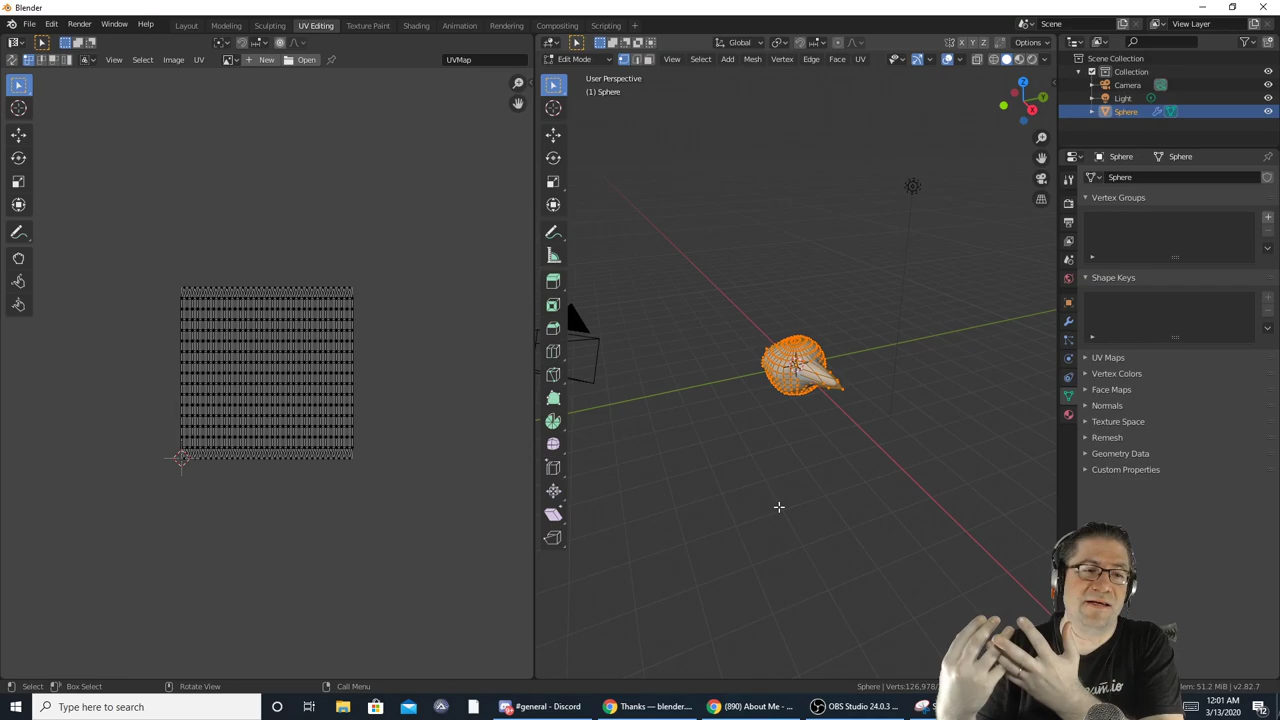 Blender
File Edit Render Window Help Layout Modeling Sculpting UV Editing Texture Paint Shading Animation Rendering Compositing Scripting + Scene View Layer
View Select Image UV + New Open UVMap
Global Options
Edit Mode View Select Add Mesh Vertex Edge Face UV
User Perspective
(1) Sphere
X Y Z
Scene Collection
Collection
Camera
Light
Sphere
Sphere Sphere
Sphere
Vertex Groups
Shape Keys
UV Maps
Vertex Colors
Face Maps
Normals
Texture Space
Remesh
Geometry Data
Custom Properties
Select Box Select Rotate View Call Menu Sphere | Verts:126,978/ Mem: 51.2 MiB | v2.82.7
Type here to search #general - Discord Thanks — blender.... (890) About Me - ... OBS Studio 24.0.3 ... 12:01 AM
3/13/2020 12